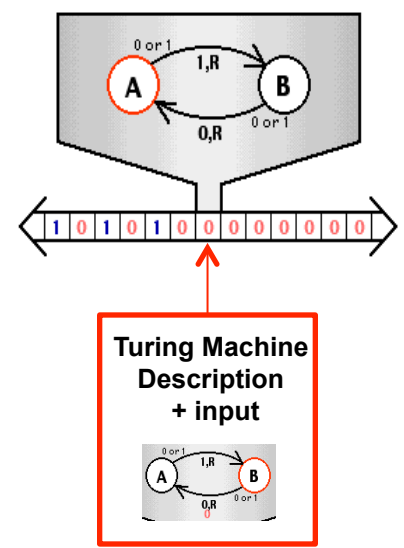 0 or 1
1,R
A
B
0,R
0 or 1
1 0 1 0 1 0 0 0 0 0 0 0 0
Turing Machine
Description
+ input
0 or 1
1,R
A
B
0,R
0 or 1
0